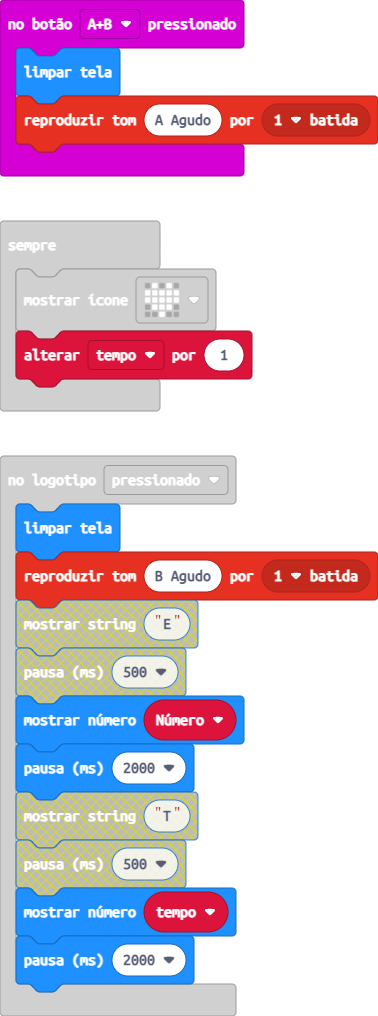 no botão A+B pressionado
limpar tela
reproduzir tom A Agudo por 1 batida
sempre
mostrar ícone
alterar tempo por 1
no logotipo pressionado
limpar tela
reproduzir tom B Agudo por 1 batida
mostrar string "E"
pausa (ms) 500
mostrar número Número
pausa (ms) 2000
mostrar string "T"
pausa (ms) 500
mostrar número tempo
pausa (ms) 2000